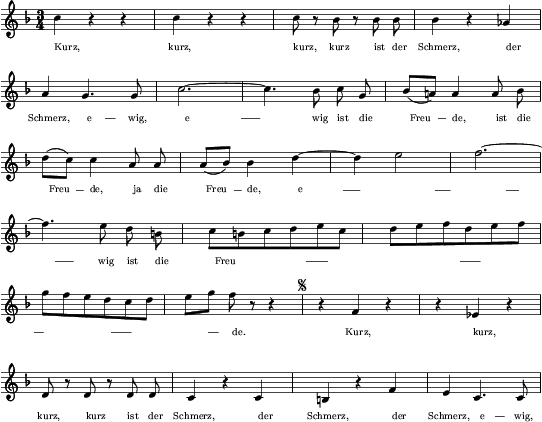 Kurz, kurz, kurz, kurz ist der Schmerz, der
Schmerz, e — wig, e — wig ist die Freu — de, ist die
Freu — de, ja die Freu — de, e — — —
— wig ist die Freu — —
— — — de. Kurz, kurz,
kurz, kurz ist der Schmerz, der Schmerz, der Schmerz, e — wig,